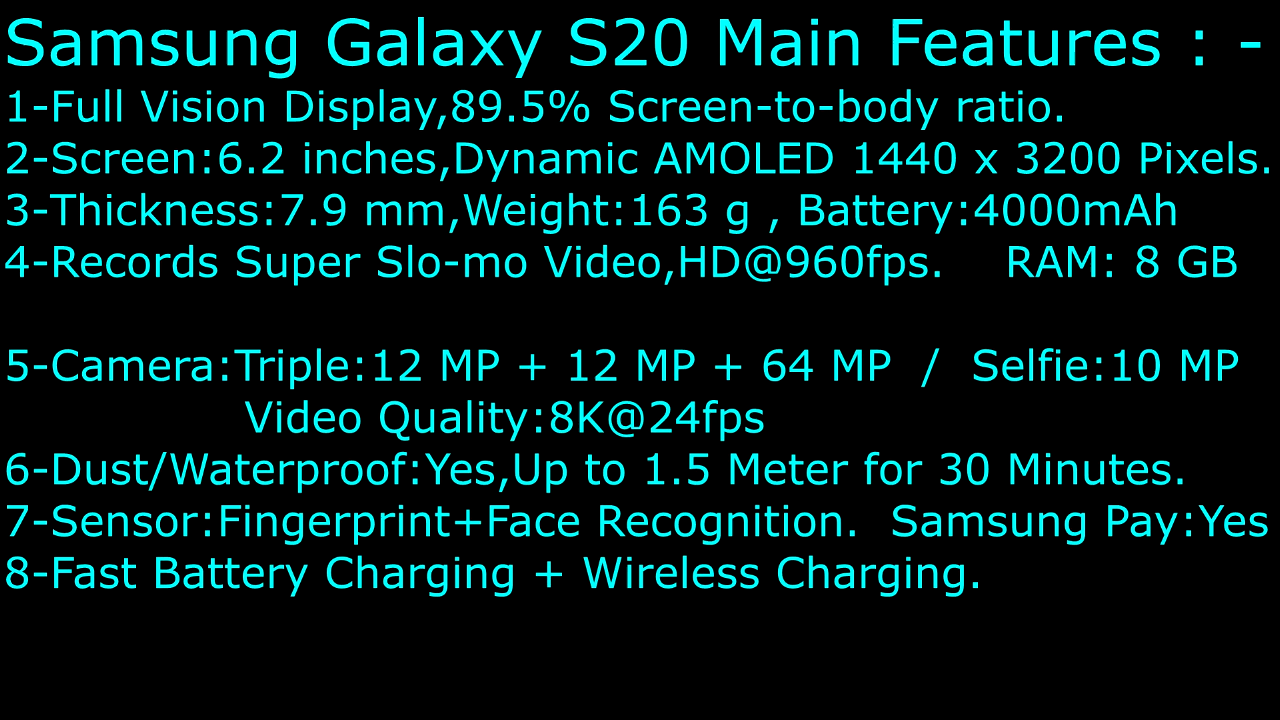 Samsung Galaxy S20 Main Features : -
1-Full Vision Display,89.5% Screen-to-body ratio.
2-Screen:6.2 inches,Dynamic AMOLED 1440 x 3200 Pixels.
3-Thickness:7.9 mm,Weight:163 g , Battery:4000mAh
4-Records Super Slo-mo Video,HD@960fps.    RAM: 8 GB
5-Camera:Triple:12 MP + 12 MP + 64 MP  /  Selfie:10 MP
Video Quality:8K@24fps
6-Dust/Waterproof:Yes,Up to 1.5 Meter for 30 Minutes.
7-Sensor:Fingerprint+Face Recognition.  Samsung Pay:Yes
8-Fast Battery Charging + Wireless Charging.